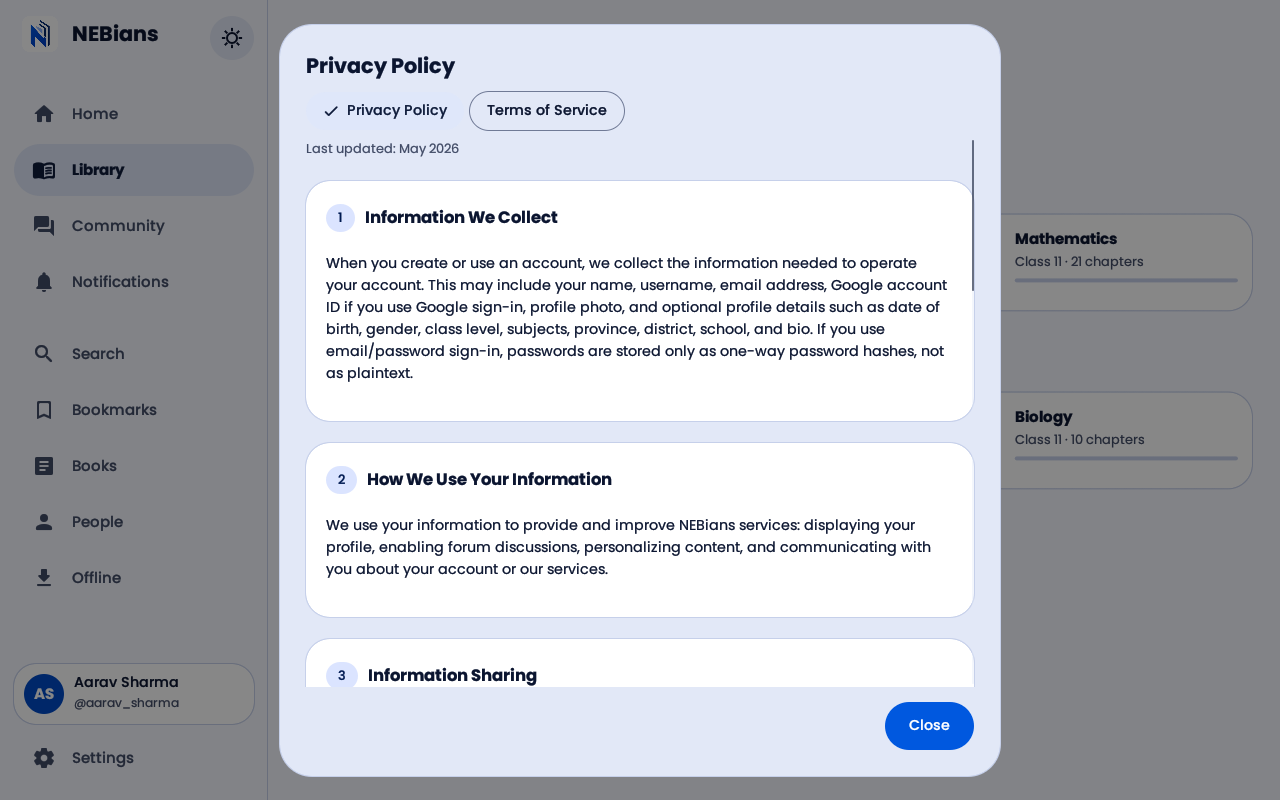 NEBians
Home
Library
Community
Notifications
Search
Bookmarks
Books
People
Offline
AS
Aarav Sharma
@aarav_sharma
Settings
Privacy Policy
Privacy Policy
Terms of Service
Last updated: May 2026
1
Information We Collect
When you create or use an account, we collect the information needed to operate
your account. This may include your name, username, email address, Google account
ID if you use Google sign-in, profile photo, and optional profile details such as date of
birth, gender, class level, subjects, province, district, school, and bio. If you use
email/password sign-in, passwords are stored only as one-way password hashes, not
as plaintext.
2
How We Use Your Information
We use your information to provide and improve NEBians services: displaying your
profile, enabling forum discussions, personalizing content, and communicating with
you about your account or our services.
3
Information Sharing
Close
Mathematics
Class 11 · 21 chapters
Biology
Class 11 · 10 chapters